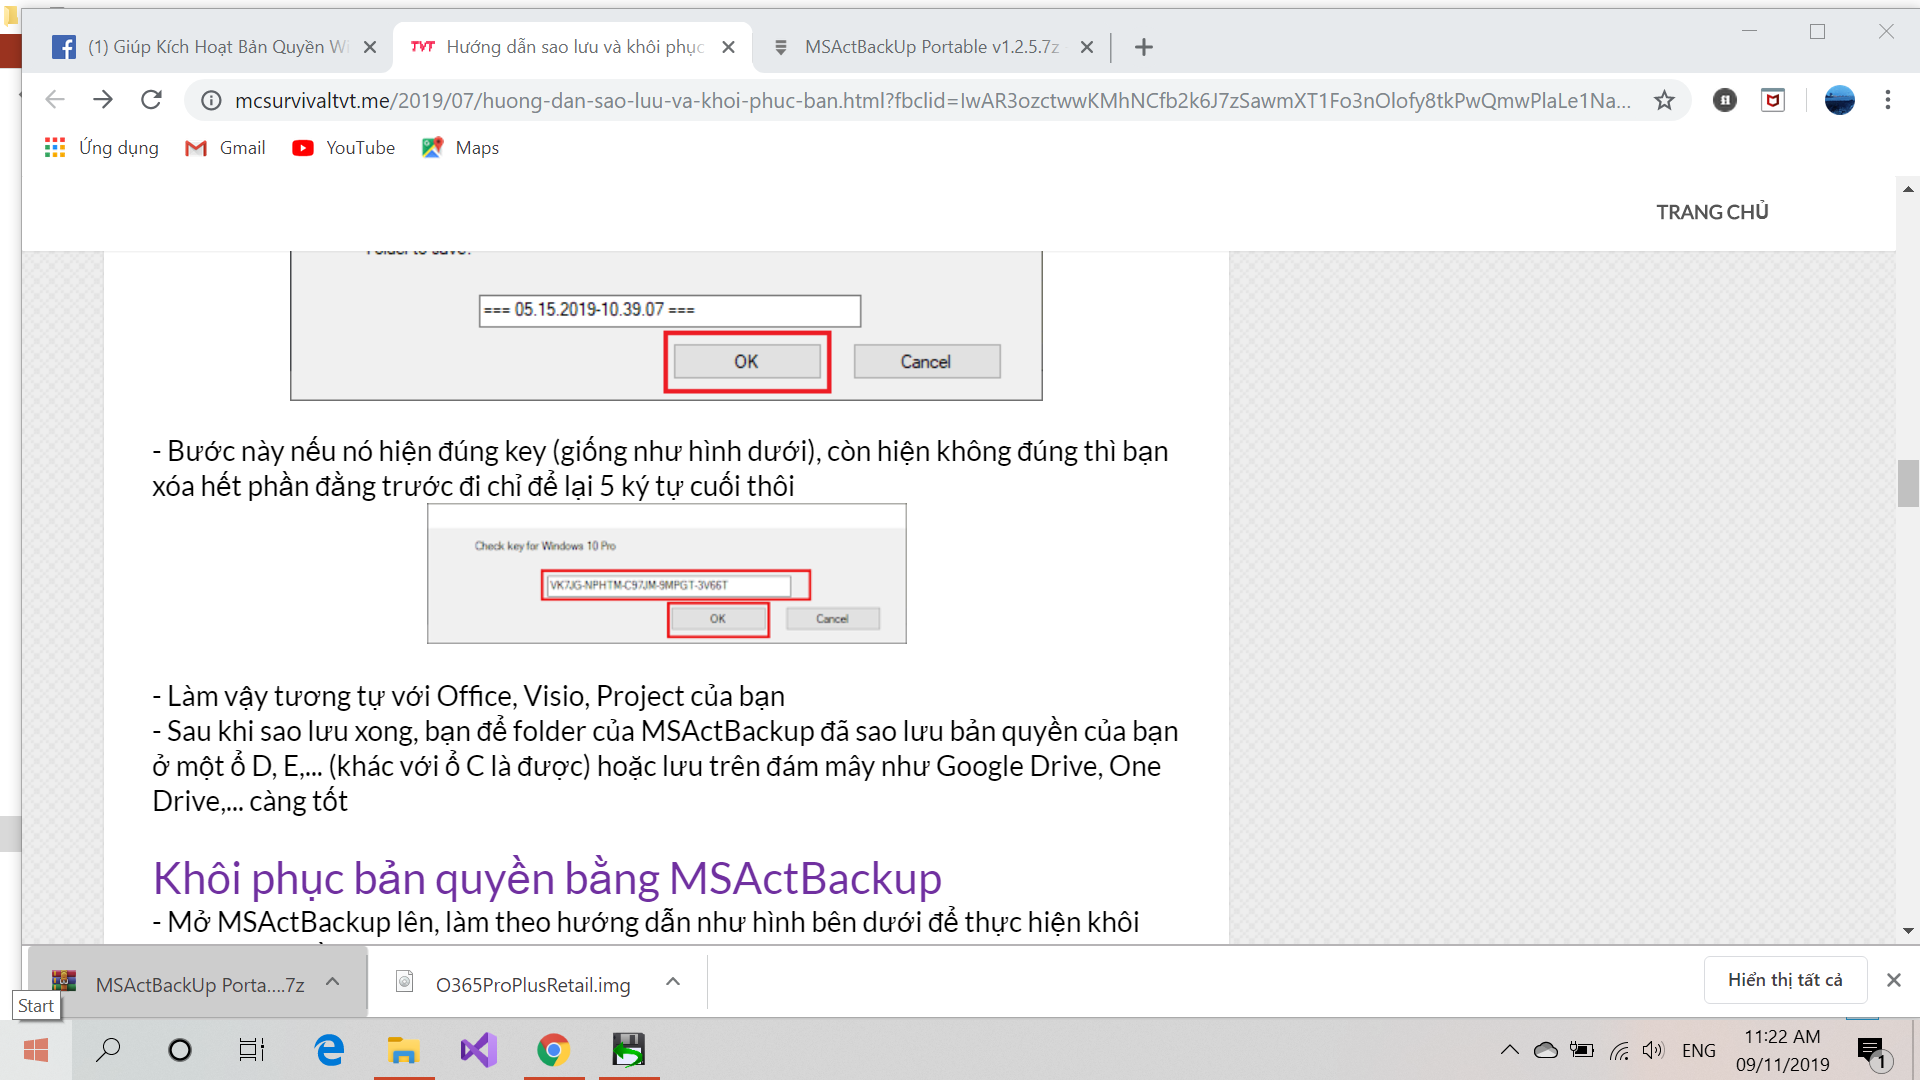 (1) Giúp Kích Hoạt Bản Quyền Wi
Hướng dẫn sao lưu và khôi phục
MSActBackUp Portable v1.2.5.7z
mcsurvivaltvt.me/2019/07/huong-dan-sao-luu-va-khoi-phuc-ban.html?fbclid=IwAR3ozctwwKMhNCfb2k6J7zSawmXT1Fo3nOlofy8tkPwQmwPlaLe1Na...
Ứng dụng
Gmail
YouTube
Maps
TRANG CHỦ
Folder to save:
=== 05.15.2019-10.39.07 ===
OK
Cancel
- Bước này nếu nó hiện đúng key (giống như hình dưới), còn hiện không đúng thì bạn
xóa hết phần đằng trước đi chỉ để lại 5 ký tự cuối thôi
Check key for Windows 10 Pro
VK7JG-NPHTM-C97JM-9MPGT-3V66T
OK
Cancel
- Làm vậy tương tự với Office, Visio, Project của bạn
- Sau khi sao lưu xong, bạn để folder của MSActBackup đã sao lưu bản quyền của bạn
ở một ổ D, E,... (khác với ổ C là được) hoặc lưu trên đám mây như Google Drive, One
Drive,... càng tốt
Khôi phục bản quyền bằng MSActBackup
- Mở MSActBackup lên, làm theo hướng dẫn như hình bên dưới để thực hiện khôi
MSActBackUp Porta....7z
O365ProPlusRetail.img
Hiển thị tất cả
Start
ENG
11:22 AM
09/11/2019
1